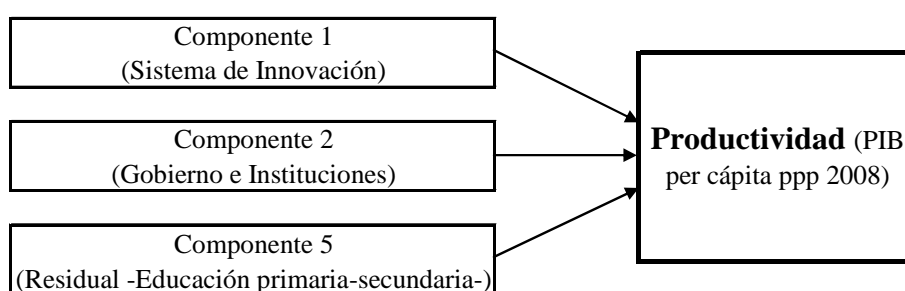 Componente 1
(Sistema de Innovación)
Componente 2
(Gobierno e Instituciones)
Componente 5
(Residual -Educación primaria-secundaria-)
Productividad (PIB
per cápita ppp 2008)